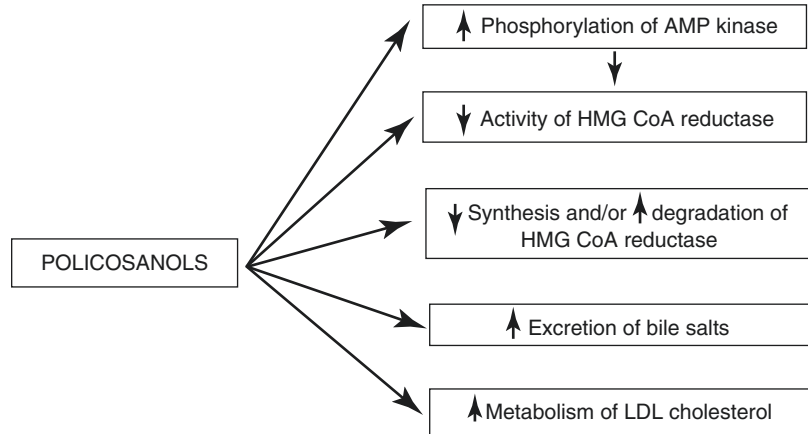 Phosphorylation of AMP kinase
Activity of HMG CoA reductase
Synthesis and/or degradation of
HMG CoA reductase
POLICOSANOLS
Excretion of bile salts
Metabolism of LDL cholesterol